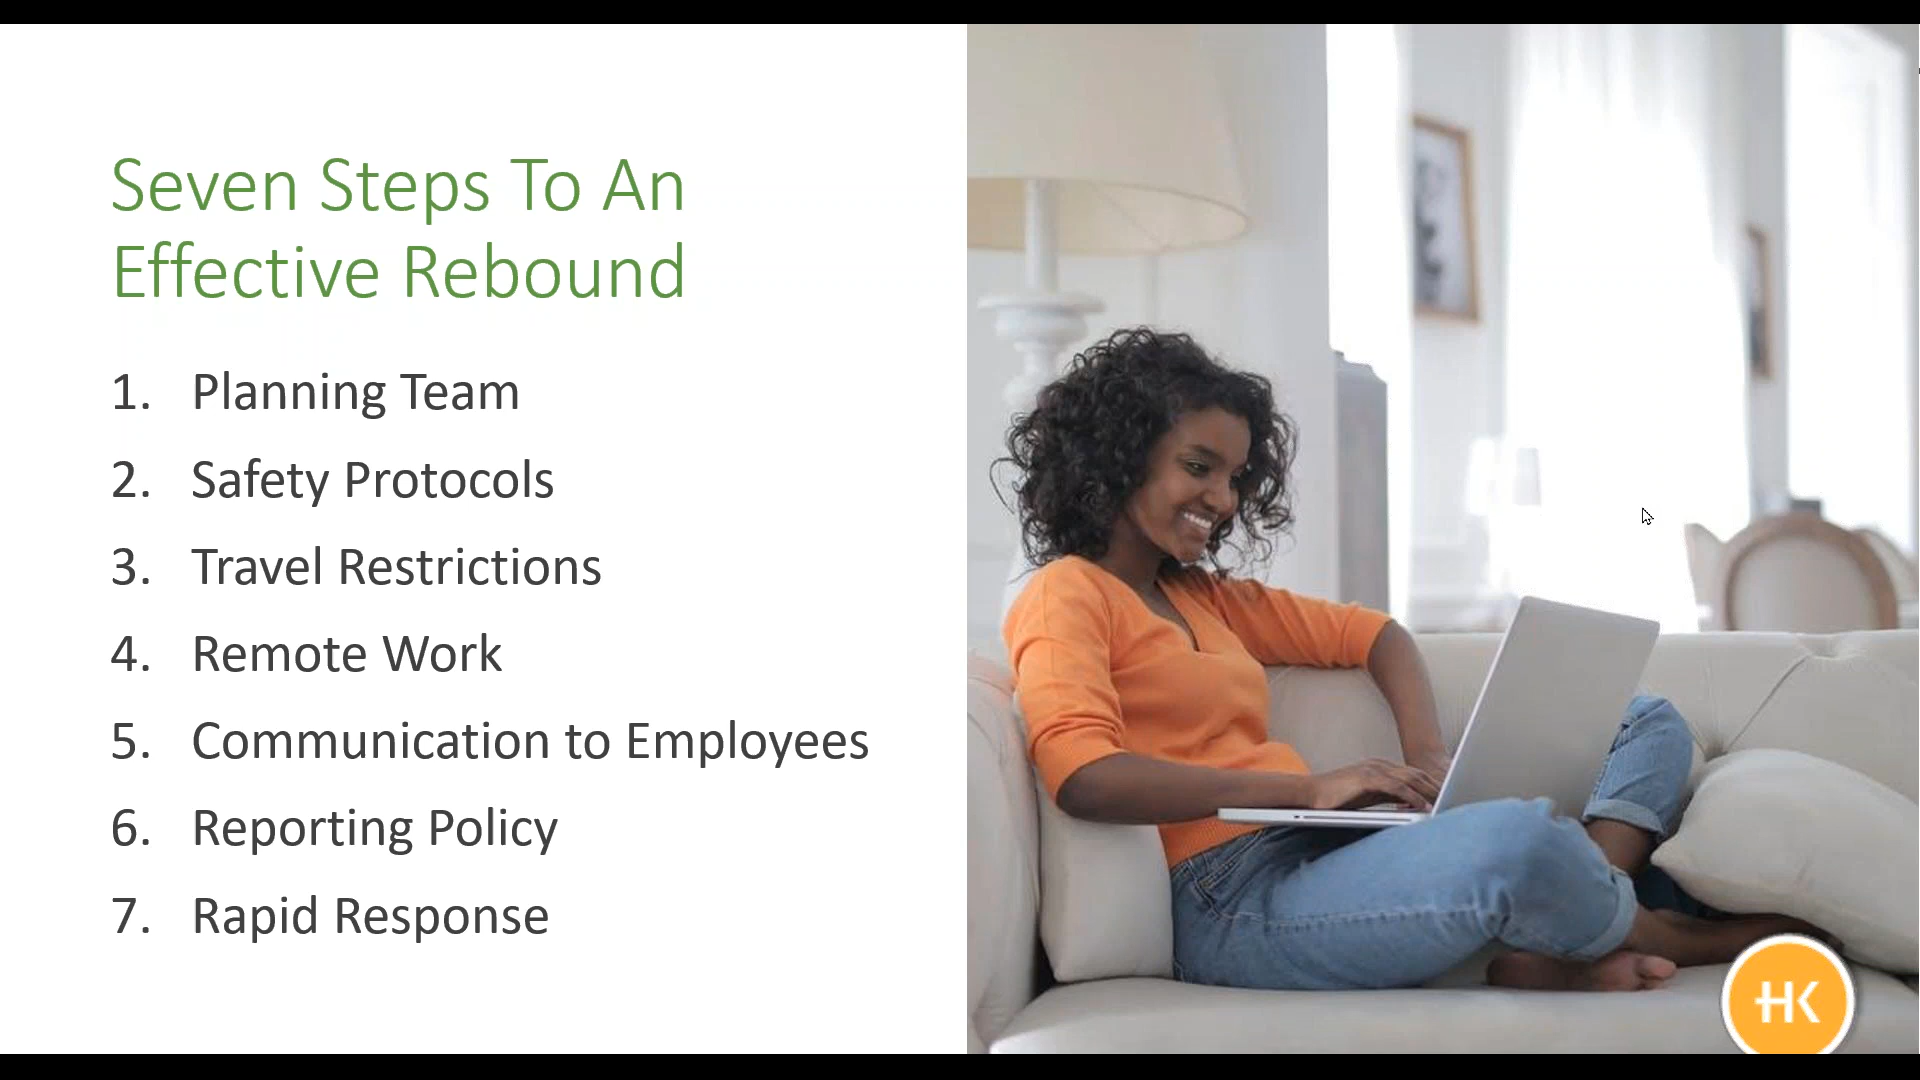 Seven Steps To An
Effective Rebound
1. Planning Team
2. Safety Protocols
3. Travel Restrictions
4. Remote Work
5. Communication to Employees
6. Reporting Policy
7. Rapid Response
HK